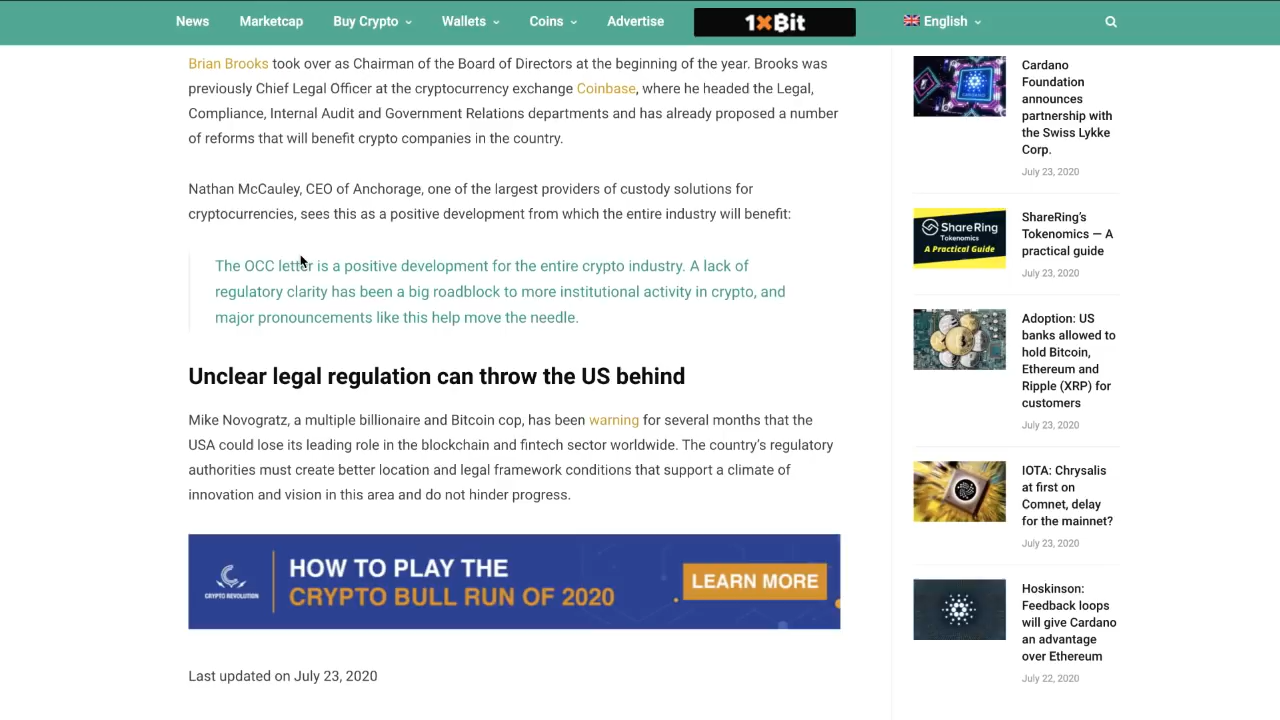 News Marketcap Buy Crypto Wallets Coins Advertise 1xBit English
Brian Brooks took over as Chairman of the Board of Directors at the beginning of the year. Brooks was
previously Chief Legal Officer at the cryptocurrency exchange Coinbase, where he headed the Legal,
Compliance, Internal Audit and Government Relations departments and has already proposed a number
of reforms that will benefit crypto companies in the country.
Nathan McCauley, CEO of Anchorage, one of the largest providers of custody solutions for
cryptocurrencies, sees this as a positive development from which the entire industry will benefit:
The OCC letter is a positive development for the entire crypto industry. A lack of
regulatory clarity has been a big roadblock to more institutional activity in crypto, and
major pronouncements like this help move the needle.
Unclear legal regulation can throw the US behind
Mike Novogratz, a multiple billionaire and Bitcoin cop, has been warning for several months that the
USA could lose its leading role in the blockchain and fintech sector worldwide. The country's regulatory
authorities must create better location and legal framework conditions that support a climate of
innovation and vision in this area and do not hinder progress.
CRYPTO REVOLUTION
HOW TO PLAY THE
CRYPTO BULL RUN OF 2020
LEARN MORE
Last updated on July 23, 2020
Cardano
Foundation
announces
partnership with
the Swiss Lykke
Corp.
July 23, 2020
ShareRing
Tokenomics
A Practical Guide
ShareRing's
Tokenomics — A
practical guide
July 23, 2020
Adoption: US
banks allowed to
hold Bitcoin,
Ethereum and
Ripple (XRP) for
customers
July 23, 2020
IOTA: Chrysalis
at first on
Comnet, delay
for the mainnet?
July 23, 2020
Hoskinson:
Feedback loops
will give Cardano
an advantage
over Ethereum
July 22, 2020